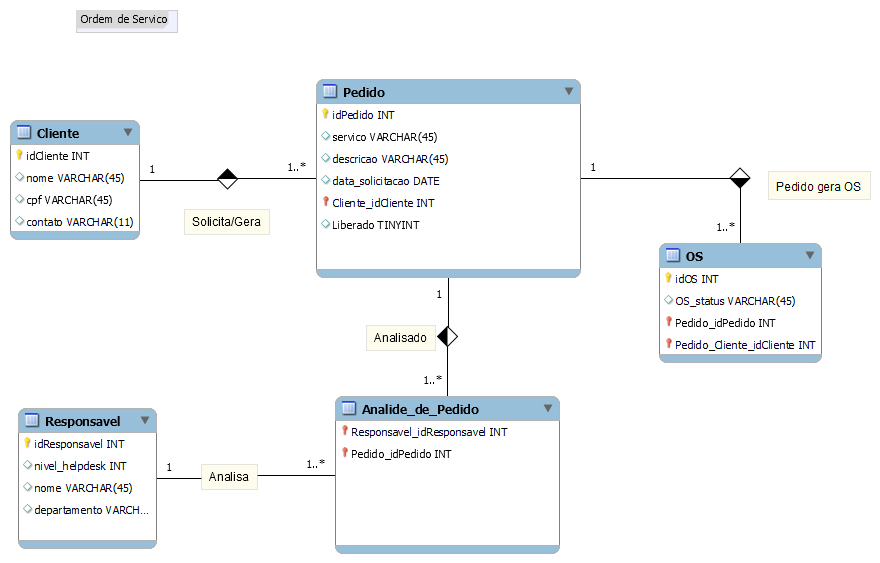 Ordem de Servico
Pedido
idPedido INT
servico VARCHAR(45)
descricao VARCHAR(45)
data_solicitacao DATE
Cliente_idCliente INT
Liberado TINYINT
Cliente
idCliente INT
nome VARCHAR(45)
cpf VARCHAR(45)
contato VARCHAR(11)
1
1..*
Solicita/Gera
1
Pedido gera OS
1..*
OS
idOS INT
OS_status VARCHAR(45)
Pedido_idPedido INT
Pedido_Cliente_idCliente INT
1
Analisado
1..*
Analide_de_Pedido
Responsavel_idResponsavel INT
Pedido_idPedido INT
Responsavel
idResponsavel INT
nivel_helpdesk INT
nome VARCHAR(45)
departamento VARCH...
1
Analisa
1..*